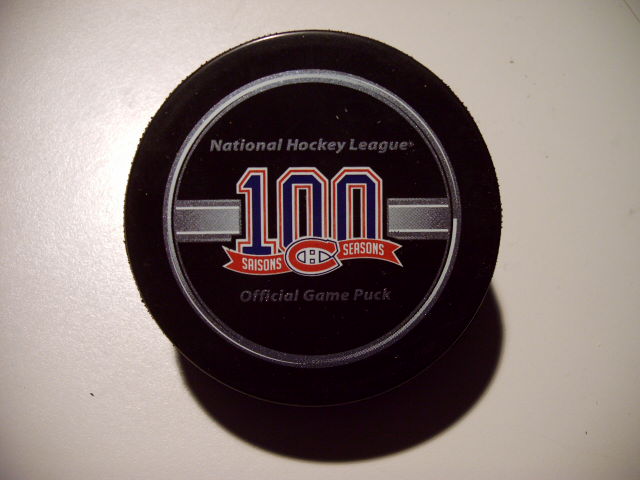 National Hockey League
100
SAISONS SEASONS
Official Game Puck